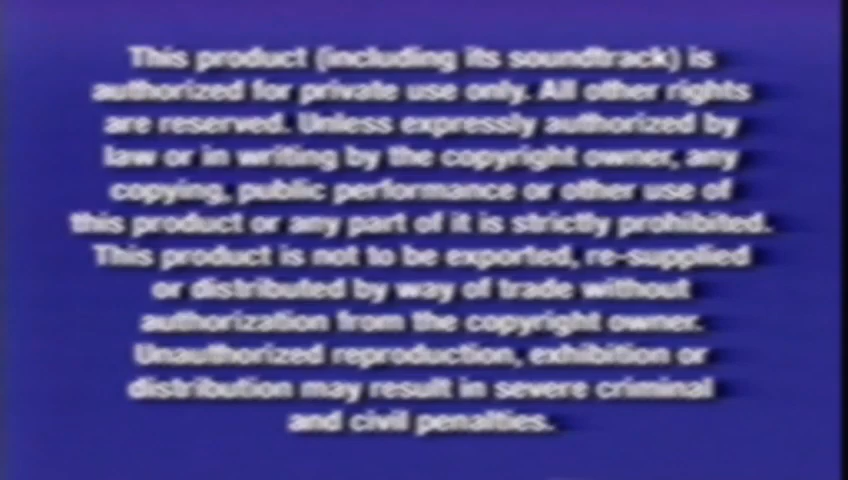 This product (including its soundtrack) is
authorized for private use only. All other rights
are reserved. Unless expressly authorized by
law or in writing by the copyright owner, any
copying, public performance or other use of
this product or any part of it is strictly prohibited.
This product is not to be exported, re-supplied
or distributed by way of trade without
authorization from the copyright owner.
Unauthorized reproduction, exhibition or
distribution may result in severe criminal
and civil penalties.